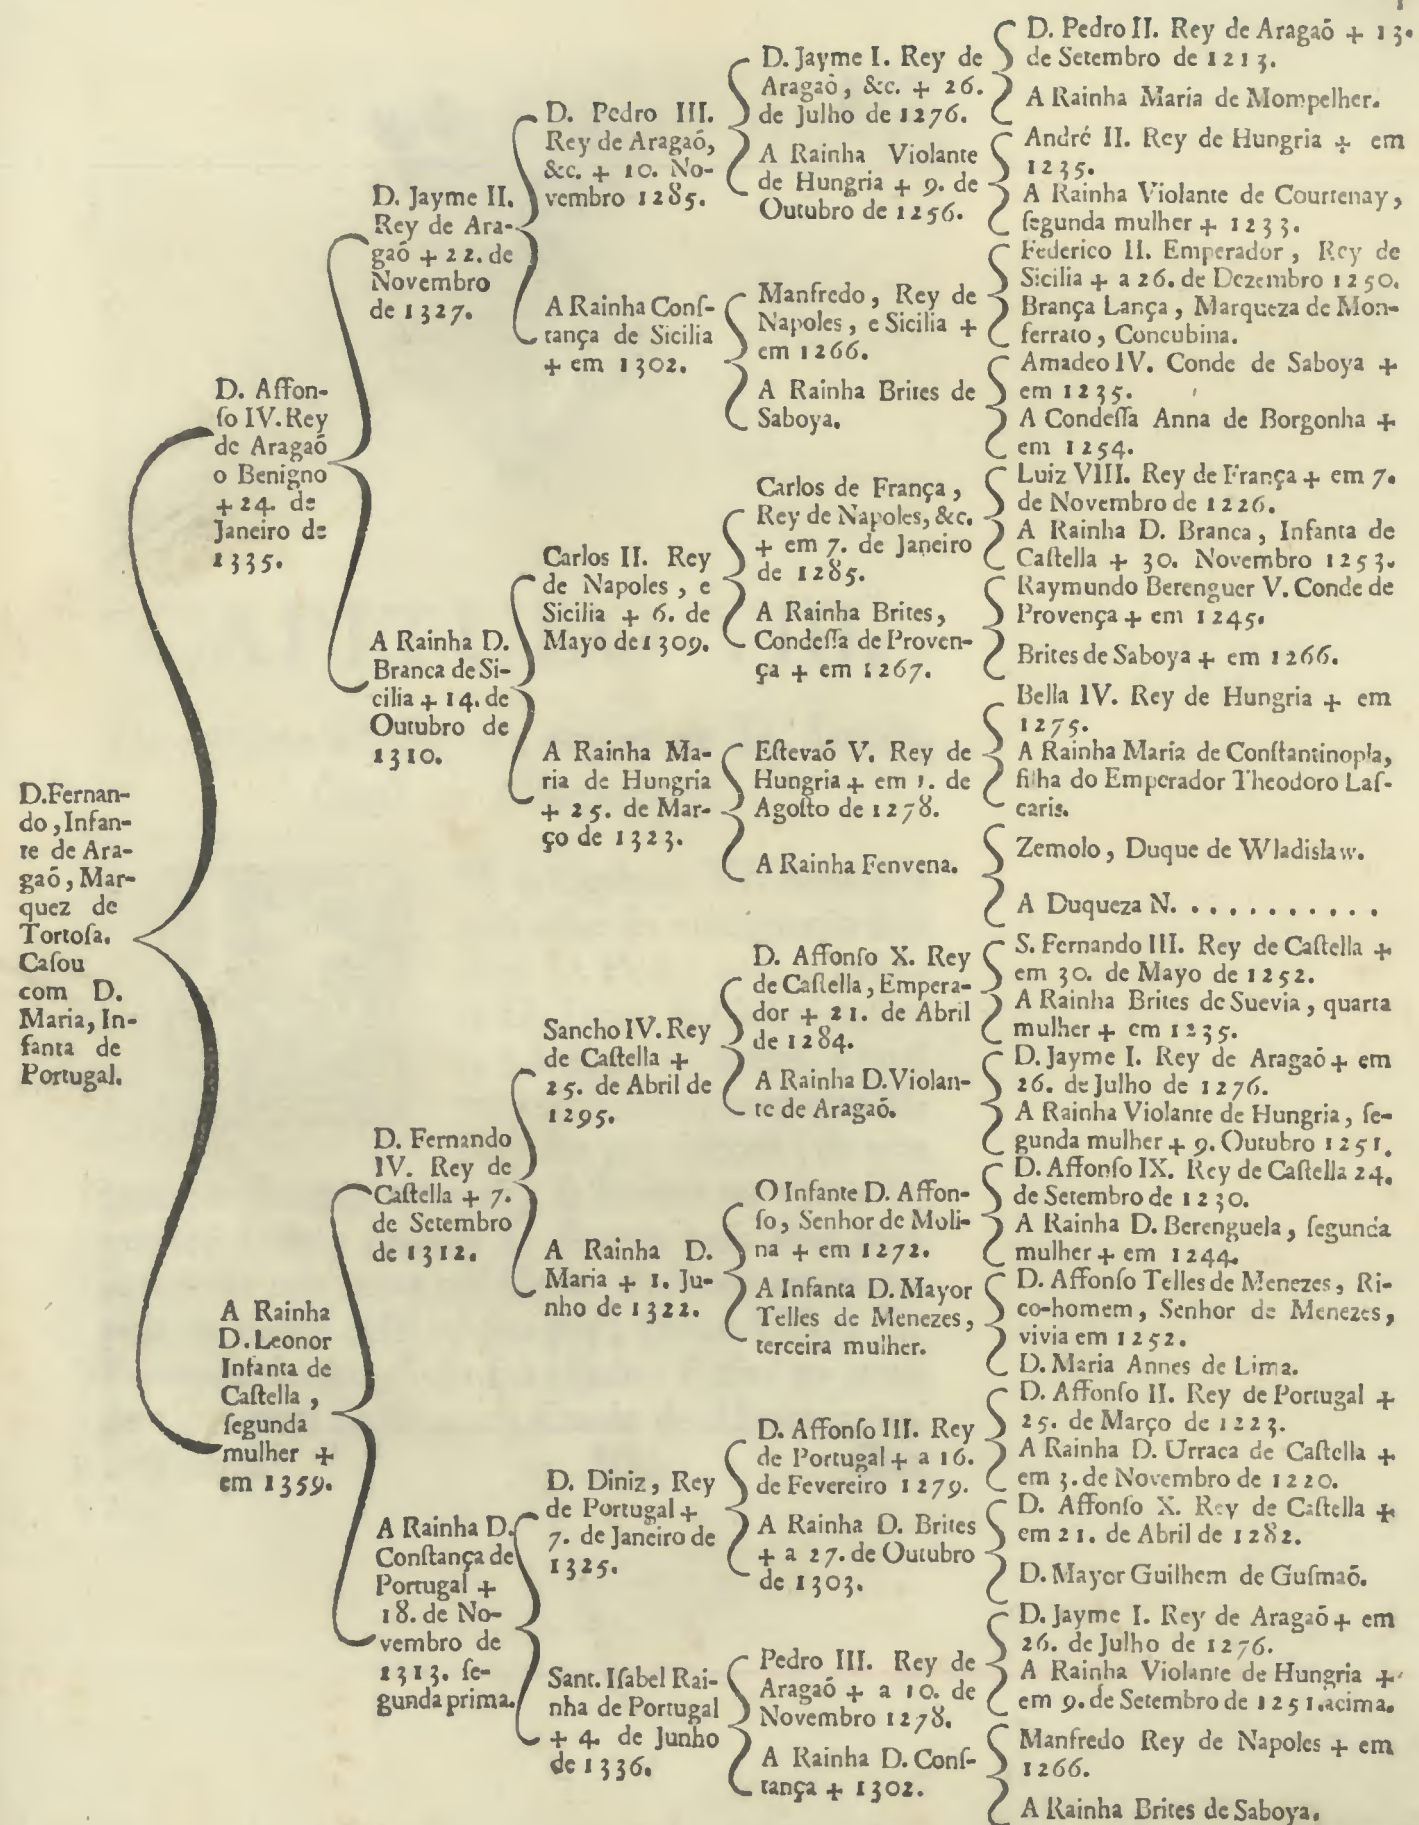 D.Fernan-
do, Infan-
te de Ara-
gaõ, Mar-
quez de
Tortoſa.
Caſou
com D.
Maria, In-
fanta de
Portugal.
D. Affon-
ſo IV. Rey
de Aragaõ
o Benigno
+ 24. de
Janeiro de
1335.
A Rainha
D. Leonor
Infanta de
Caſtella,
ſegunda
mulher +
em 1359.
D. Jayme II.
Rey de Ara-
gaõ + 22. de
Novembro
de 1327.
A Rainha D.
Branca de Si-
cilia + 14. de
Outubro de
1310.
D. Fernando
IV. Rey de
Caſtella + 7.
de Setembro
de 1312.
A Rainha D.
Conſtança de
Portugal +
18. de No-
vembro de
1313. ſe-
gunda prima.
D. Pedro III.
Rey de Aragaõ,
&c. + 10. No-
vembro 1285.
A Rainha Conſ-
tança de Sicilia
+ em 1302.
Carlos II. Rey
de Napoles, e
Sicilia + 6. de
Mayo de 1309.
A Rainha Ma-
ria de Hungria
+ 25. de Mar-
ço de 1323.
Sancho IV. Rey
de Caſtella +
25. de Abril de
1295.
A Rainha D.
Maria + 1. Ju-
nho de 1322.
D. Diniz, Rey
de Portugal +
7. de Janeiro de
1325.
Sant. Iſabel Rai-
nha de Portugal
+ 4. de Junho
de 1336.
D. Jayme I. Rey de
Aragaõ, &c. + 26.
de Julho de 1276.
A Rainha Violante
de Hungria + 9. de
Outubro de 1256.
Manfredo, Rey de
Napoles, e Sicilia +
em 1266.
A Rainha Brites de
Saboya.
Carlos de França,
Rey de Napoles, &c.
+ em 7. de Janeiro
de 1285.
A Rainha Brites,
Condeſſa de Proven-
ça + em 1267.
Eſtevaõ V. Rey de
Hungria + em 1. de
Agoſto de 1278.
A Rainha Fenvena.
D. Affonſo X. Rey
de Caſtella, Empera-
dor + 21. de Abril
de 1284.
A Rainha D. Violan-
te de Aragaõ.
O Infante D. Affon-
ſo, Senhor de Moli-
na + em 1272.
A Infanta D. Mayor
Telles de Menezes,
terceira mulher.
D. Affonſo III. Rey
de Portugal + a 16.
de Fevereiro 1279.
A Rainha D. Brites
+ a 27. de Outubro
de 1303.
Pedro III. Rey de
Aragaõ + a 10. de
Novembro 1278.
A Rainha D. Conſ-
tança + 1302.
D. Pedro II. Rey de Aragaõ + 13.
de Setembro de 1213.
A Rainha Maria de Mompelher.
André II. Rey de Hungria + em
1235.
A Rainha Violante de Courtenay,
ſegunda mulher + 1233.
Federico II. Emperador, Rey de
Sicilia + a 26. de Dezembro 1250.
Brança Lança, Marqueza de Mon-
ferrato, Concubina.
Amadeo IV. Conde de Saboya +
em 1235.
A Condeſſa Anna de Borgonha +
em 1254.
Luiz VIII. Rey de França + em 7.
de Novembro de 1226.
A Rainha D. Branca, Infanta de
Caſtella + 30. Novembro 1253.
Raymundo Berenguer V. Conde de
Provença + em 1245.
Brites de Saboya + em 1266.
Bella IV. Rey de Hungria + em
1275.
A Rainha Maria de Conſtantinopla,
filha do Emperador Theodoro Laſ-
caris.
Zemolo, Duque de Wladislaw.
A Duqueza N. . . . . . . . . . .
S. Fernando III. Rey de Caſtella +
em 30. de Mayo de 1252.
A Rainha Brites de Suevia, quarta
mulher + em 1235.
D. Jayme I. Rey de Aragaõ + em
26. de Julho de 1276.
A Rainha Violante de Hungria, ſe-
gunda mulher + 9. Outubro 1251.
D. Affonſo IX. Rey de Caſtella 24.
de Setembro de 1230.
A Rainha D. Berenguela, ſegunda
mulher + em 1244.
D. Affonſo Telles de Menezes, Ri-
co-homem, Senhor de Menezes,
vivia em 1252.
D. Maria Annes de Lima.
D. Affonſo II. Rey de Portugal +
25. de Março de 1223.
A Rainha D. Urraca de Caſtella +
em 3. de Novembro de 1220.
D. Affonſo X. Rey de Caſtella +
em 21. de Abril de 1282.
D. Mayor Guilhem de Guſmaõ.
D. Jayme I. Rey de Aragaõ + em
26. de Julho de 1276.
A Rainha Violante de Hungria +
em 9. de Setembro de 1251. acima.
Manfredo Rey de Napoles + em
1266.
A Rainha Brites de Saboya.